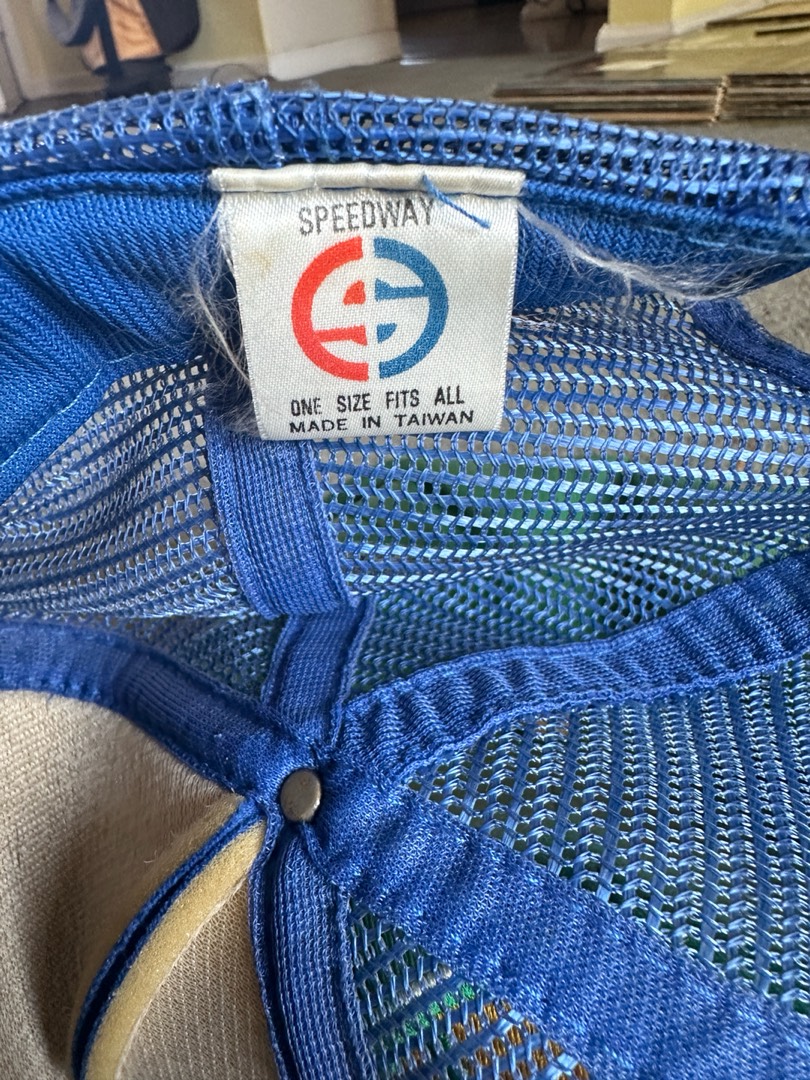 SPEEDWAY
S
ONE SIZE FITS ALL
MADE IN TAIWAN